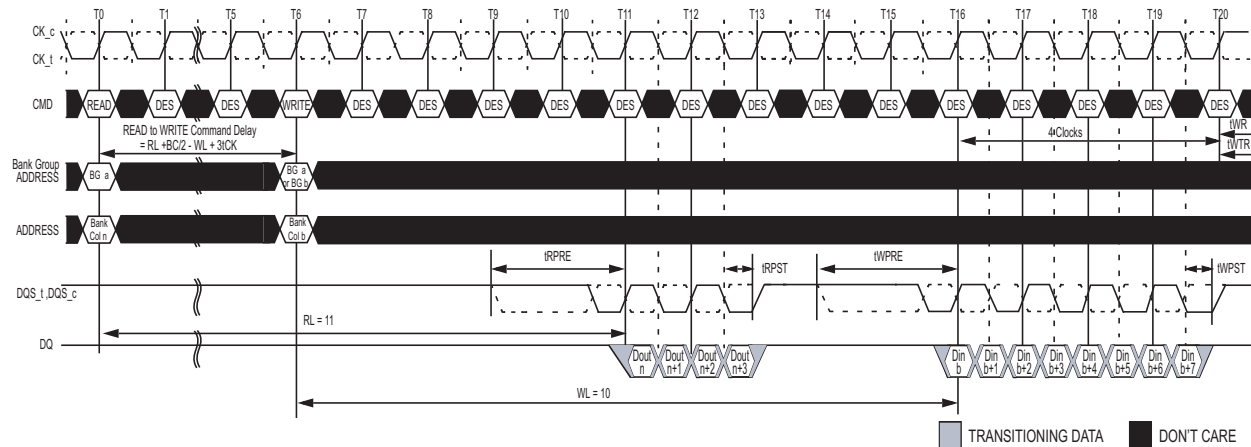 T0 T1 T5 T6 T7 T8 T9 T10 T11 T12 T13 T14 T15 T16 T17 T18 T19 T20
CK_c
CK_t
CMD READ DES DES WRITE DES DES DES DES DES DES DES DES DES DES DES DES DES DES
READ to WRITE Command Delay
= RL +BC/2 - WL + 3tCK
4 Clocks
tWR
tWTR
Bank Group
ADDRESS
BG a
BG a
or BG b
ADDRESS
Bank
Col n
Bank
Col b
tRPRE
tRPST
tWPRE
tWPST
DQS_t ,DQS_c
RL = 11
DQ
Dout
n
Dout
n+1
Dout
n+2
Dout
n+3
Din
b
Din
b+1
Din
b+2
Din
b+3
Din
b+4
Din
b+5
Din
b+6
Din
b+7
WL = 10
TRANSITIONING DATA
DON'T CARE